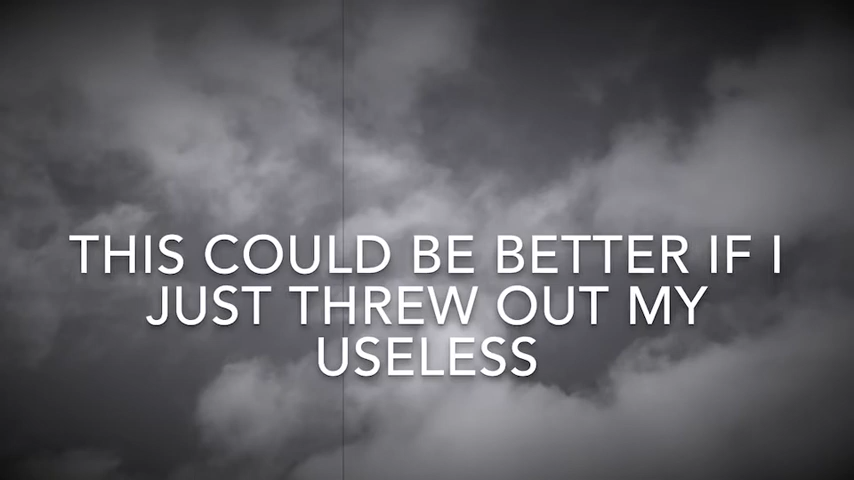 THIS COULD BE BETTER IF I
JUST THREW OUT MY
USELESS